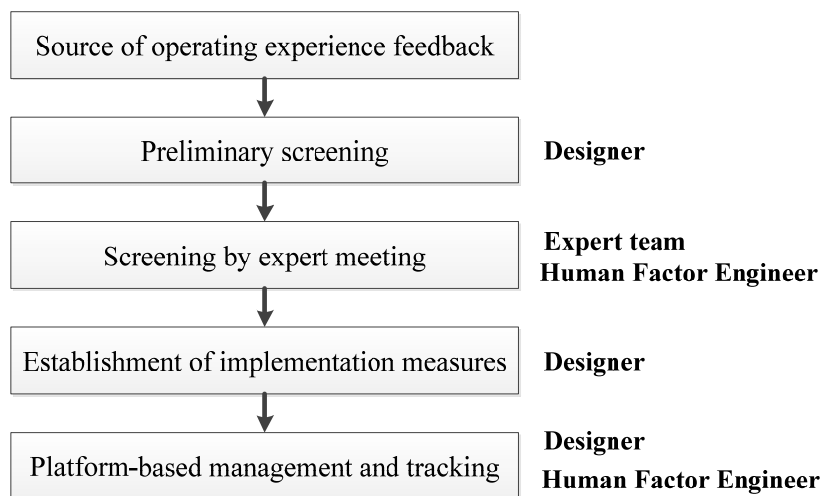 Source of operating experience feedback
Preliminary screening
Designer
Screening by expert meeting
Expert team
Human Factor Engineer
Establishment of implementation measures
Designer
Platform-based management and tracking
Designer
Human Factor Engineer